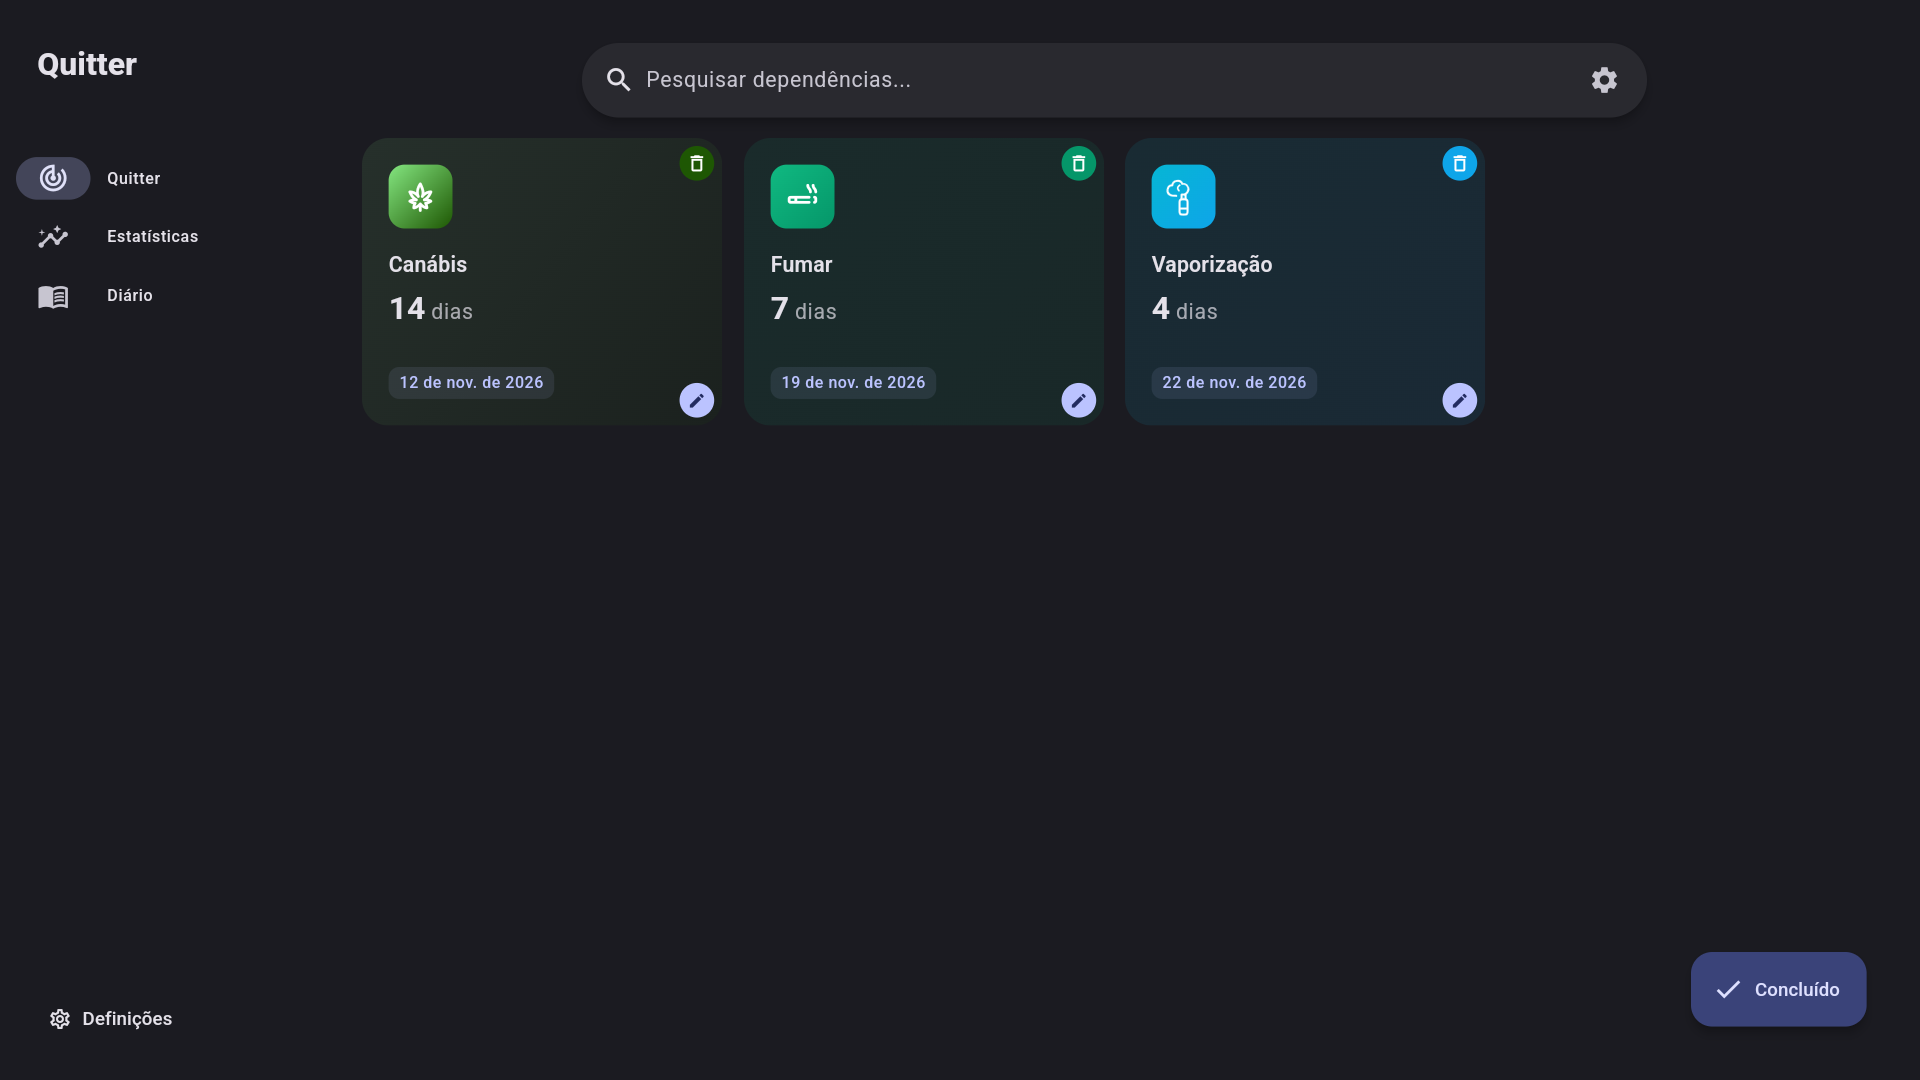 Quitter
Pesquisar dependências...
Quitter
Estatísticas
Diário
Canábis
14 dias
12 de nov. de 2026
Fumar
7 dias
19 de nov. de 2026
Vaporização
4 dias
22 de nov. de 2026
Definições
Concluído